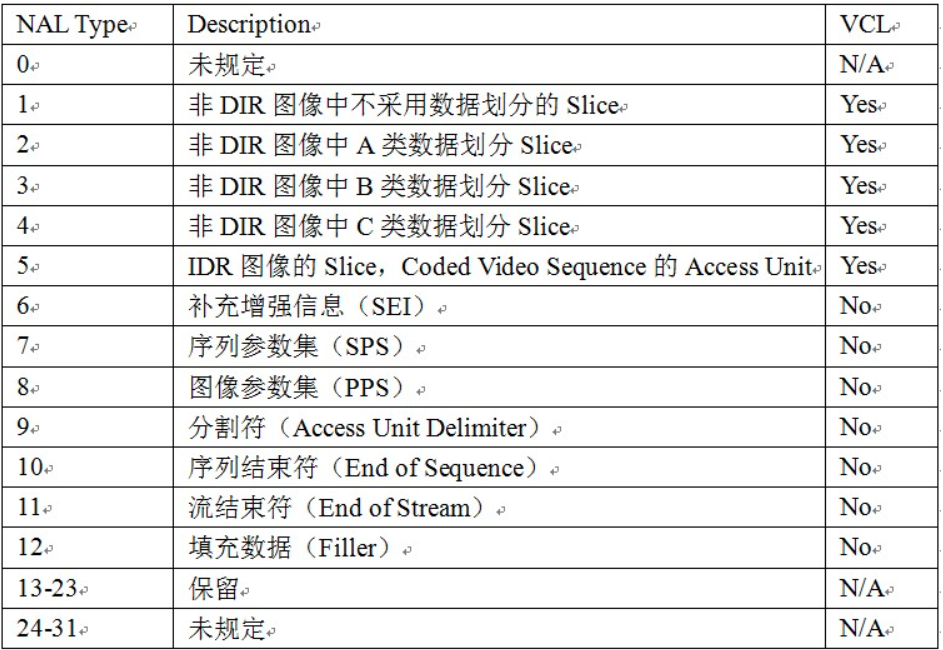 NAL Type Description VCL
0 未规定 N/A
1 非 DIR 图像中不采用数据划分的 Slice Yes
2 非 DIR 图像中 A 类数据划分 Slice Yes
3 非 DIR 图像中 B 类数据划分 Slice Yes
4 非 DIR 图像中 C 类数据划分 Slice Yes
5 IDR 图像的 Slice，Coded Video Sequence 的 Access Unit Yes
6 补充增强信息（SEI） No
7 序列参数集（SPS） No
8 图像参数集（PPS） No
9 分割符（Access Unit Delimiter） No
10 序列结束符（End of Sequence） No
11 流结束符（End of Stream） No
12 填充数据（Filler） No
13-23 保留 N/A
24-31 未规定 N/A